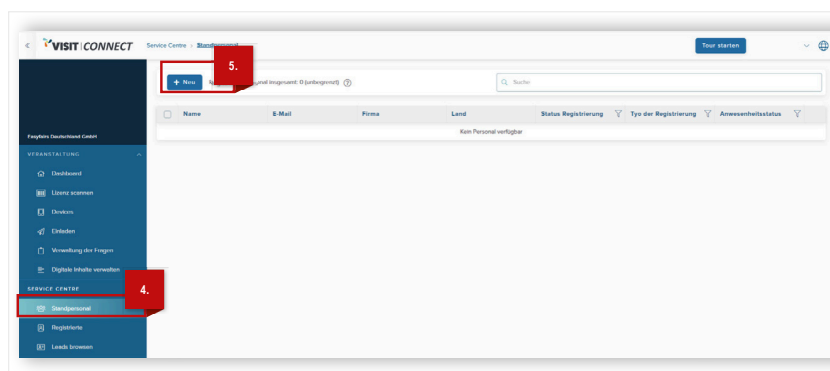 VISIT CONNECT
Service Centre › Standpersonal
Tour starten
5.
+ Neu
insgesamt: 0 (unbegrenzt)
Suche
Name E-Mail Firma Land Status Registrierung Tyo der Registrierung Anwesenheitsstatus
Kein Personal verfügbar
Easyfairs Deutschland GmbH
VERANSTALTUNG
Dashboard
Lizenz scannen
Devices
Einladen
Verwaltung der Fragen
Digitale Inhalte verwalten
SERVICE CENTRE
4.
Standpersonal
Registrierte
Leads browsen